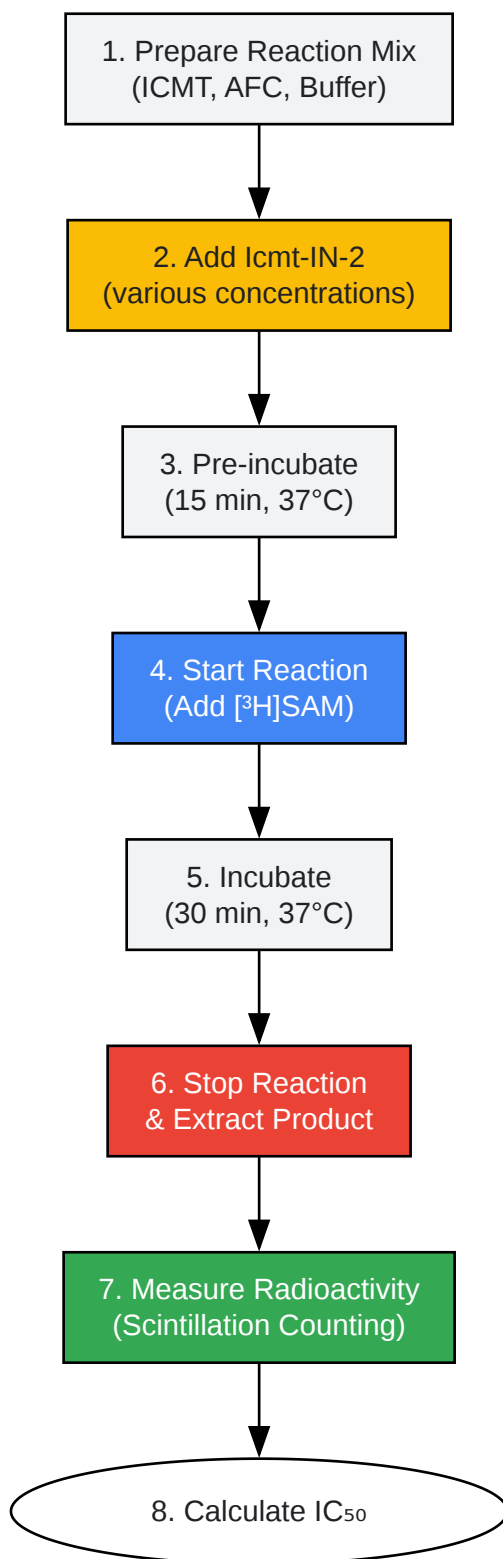 1. Prepare Reaction Mix
(ICMT, AFC, Buffer)
2. Add Icmt-IN-2
(various concentrations)
3. Pre-incubate
(15 min, 37°C)
4. Start Reaction
(Add [³H]SAM)
5. Incubate
(30 min, 37°C)
6. Stop Reaction
& Extract Product
7. Measure Radioactivity
(Scintillation Counting)
8. Calculate IC₅₀